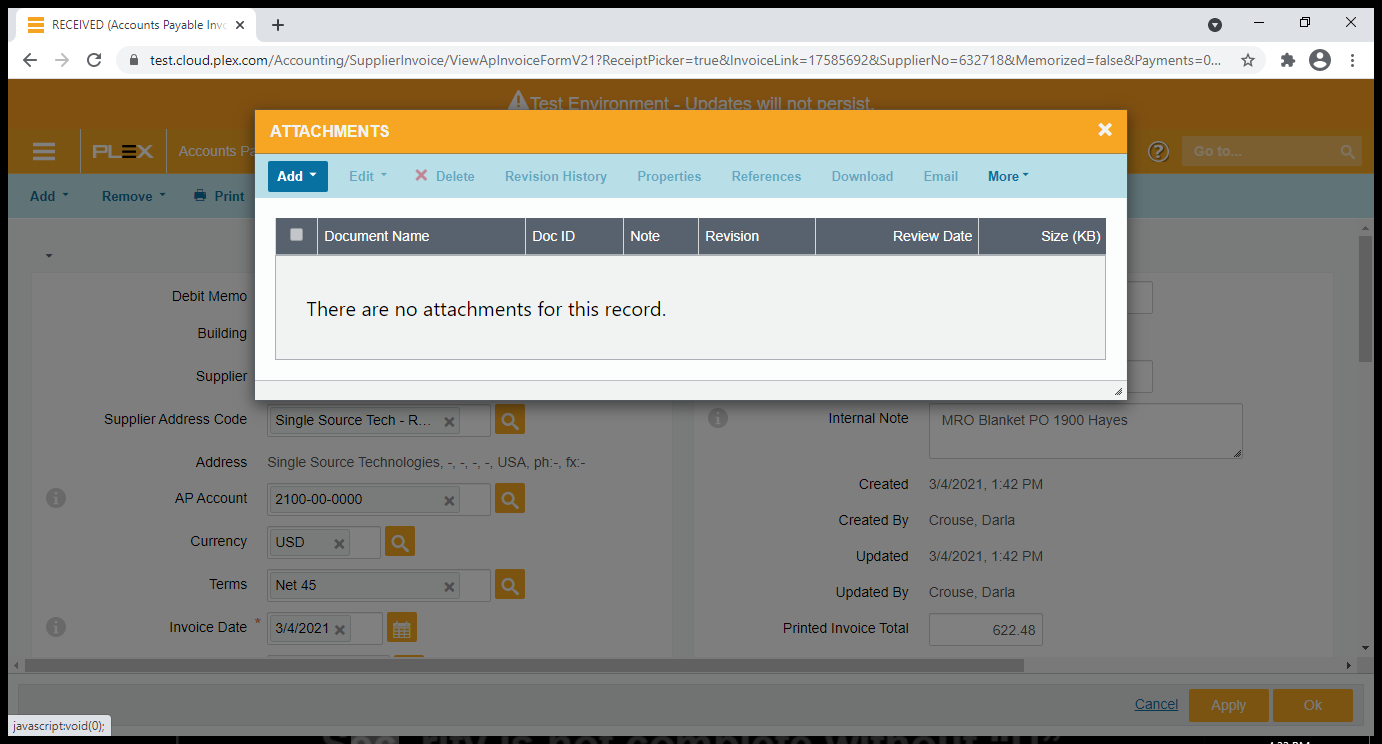 RECEIVED (Accounts Payable Invo
test.cloud.plex.com/Accounting/SupplierInvoice/ViewApInvoiceFormV21?ReceiptPicker=true&InvoiceLink=17585692&SupplierNo=632718&Memorized=false&Payments=0...
Test Environment - Updates will not persist.
ATTACHMENTS
PLEX Accounts Pa Go to...
Add Edit Delete Revision History Properties References Download Email More
Add Remove Print
Document Name Doc ID Note Revision Review Date Size (KB)
There are no attachments for this record.
Debit Memo
Building
Supplier
Supplier Address Code Single Source Tech - R... Internal Note MRO Blanket PO 1900 Hayes
Address Single Source Technologies, -, -, -, -, USA, ph:-, fx:-
Created 3/4/2021, 1:42 PM
AP Account 2100-00-0000
Created By Crouse, Darla
Currency USD
Updated 3/4/2021, 1:42 PM
Terms Net 45
Updated By Crouse, Darla
Invoice Date * 3/4/2021
Printed Invoice Total 622.48
Cancel Apply Ok
javascript:void(0);
rity is not complete without "U"